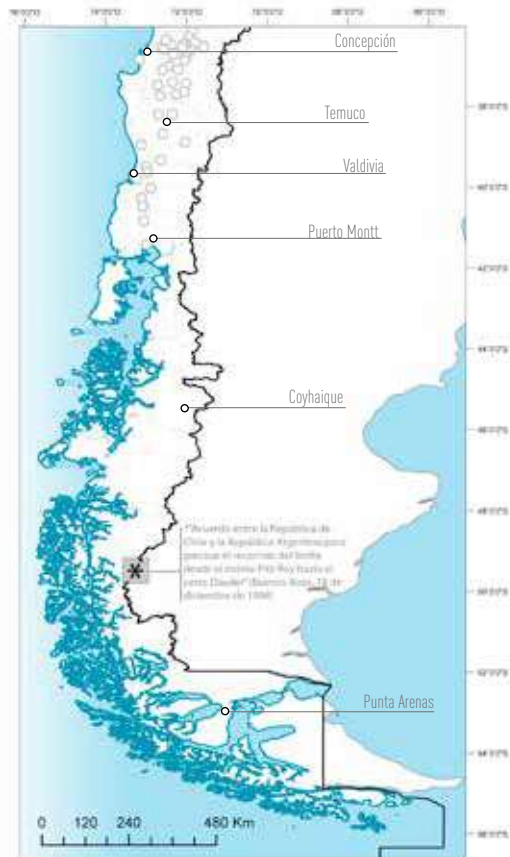 Concepción
Temuco
Valdivia
Puerto Montt
Coyhaique
"Acuerdo entre la República de
Chile y la República Argentina para
precisar el recorrido del límite
desde el monte Fitz Roy hasta el
cerro Daudet" (Buenos Aires, 16 de
diciembre de 1998)
Punta Arenas
0 120 240 480 Km